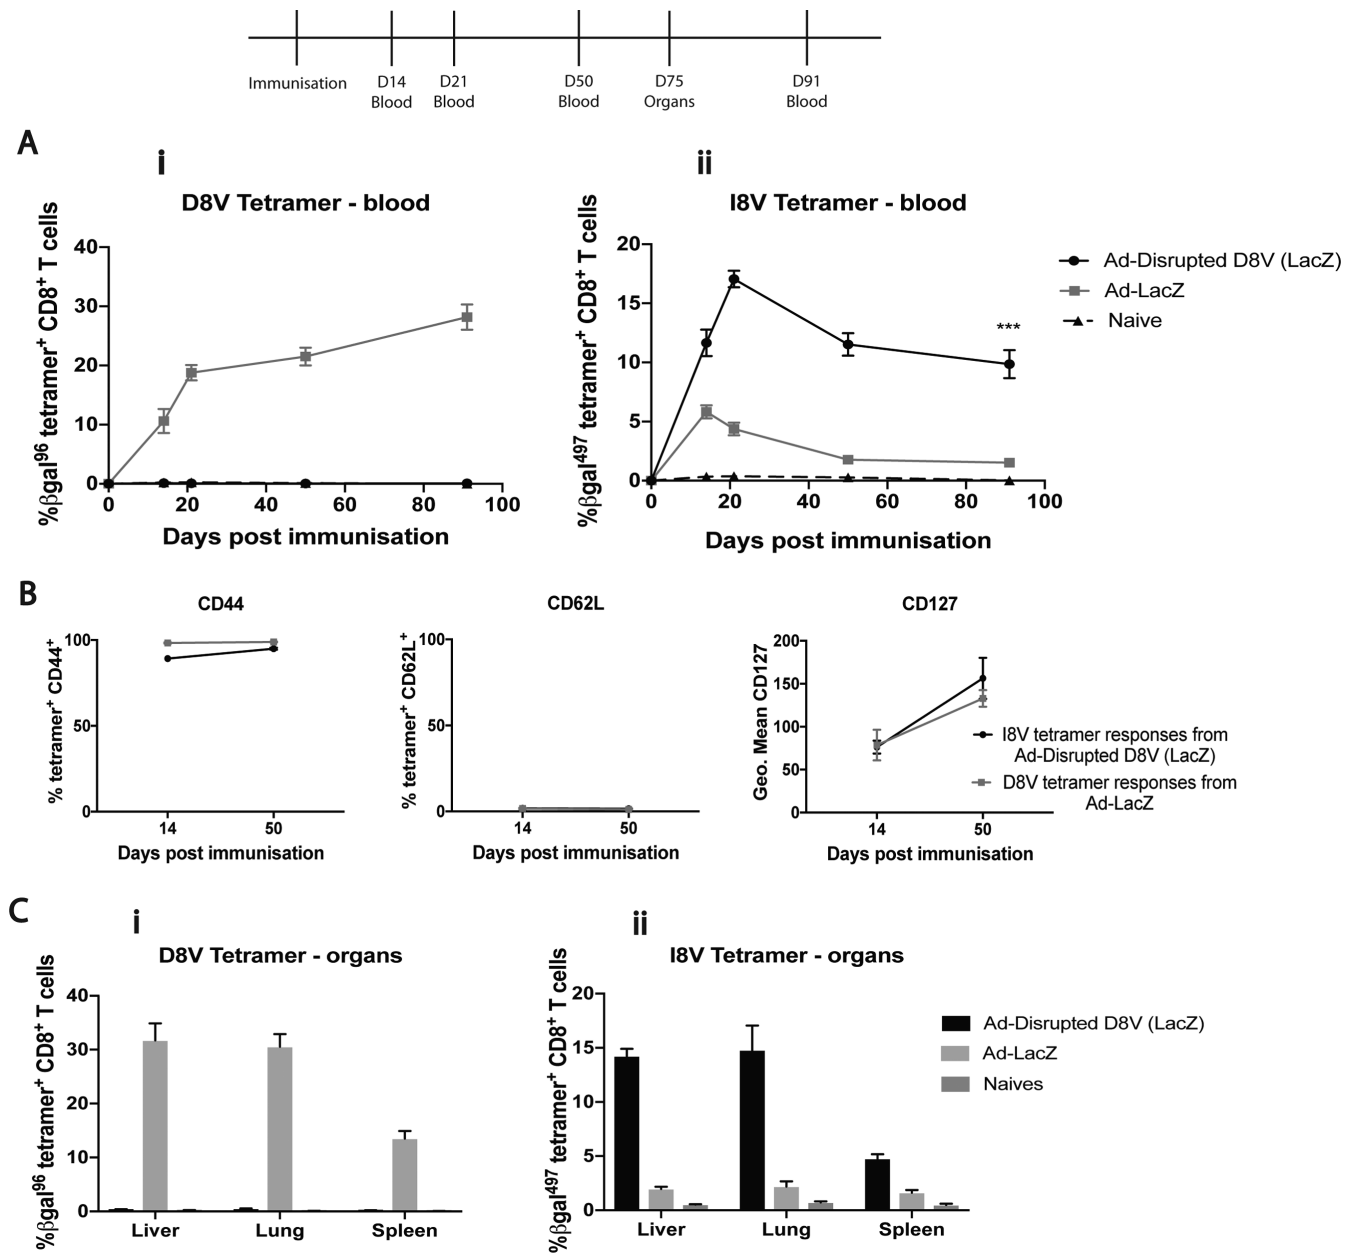 Immunisation D14 D21 D50 D75 D91
Blood Blood Blood Organs Blood
A
i
D8V Tetramer - blood
%βgal96 tetramer+ CD8+ T cells
40
30
20
10
0
0 20 40 60 80 100
Days post immunisation
ii
I8V Tetramer - blood
%βgal497 tetramer+ CD8+ T cells
20
15
10
5
0
***
0 20 40 60 80 100
Days post immunisation
Ad-Disrupted D8V (LacZ)
Ad-LacZ
Naive
B
CD44
% tetramer+ CD44+
100
50
0
14 50
Days post immunisation
CD62L
% tetramer+ CD62L+
100
50
0
14 50
Days post immunisation
CD127
Geo. Mean CD127
200
150
100
50
0
14 50
Days post immunisation
I8V tetramer responses from
Ad-Disrupted D8V (LacZ)
D8V tetramer responses from
Ad-LacZ
C
i
D8V Tetramer - organs
%βgal96 tetramer+ CD8+ T cells
40
30
20
10
0
Liver Lung Spleen
ii
I8V Tetramer - organs
%βgal497 tetramer+ CD8+ T cells
20
15
10
5
0
Liver Lung Spleen
Ad-Disrupted D8V (LacZ)
Ad-LacZ
Naives